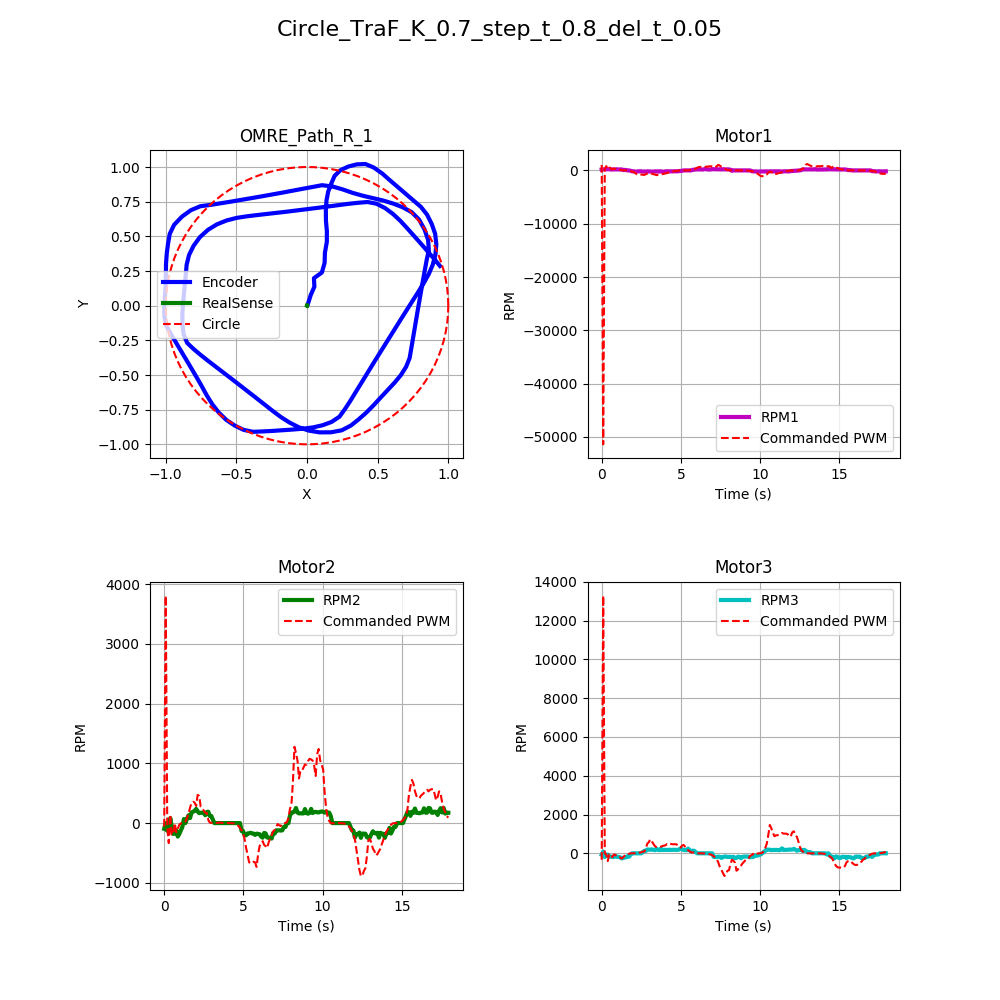 Circle_TraF_K_0.7_step_t_0.8_del_t_0.05
OMRE_Path_R_1
1.00
0.75
0.50
0.25
0.00
−0.25
−0.50
−0.75
−1.00
Y
Encoder
RealSense
Circle
−1.0 −0.5 0.0 0.5 1.0
X
Motor1
0
−10000
−20000
−30000
−40000
−50000
RPM
RPM1
Commanded PWM
0 5 10 15
Time (s)
Motor2
4000
3000
2000
1000
0
−1000
RPM
RPM2
Commanded PWM
0 5 10 15
Time (s)
Motor3
14000
12000
10000
8000
6000
4000
2000
0
RPM
RPM3
Commanded PWM
0 5 10 15
Time (s)